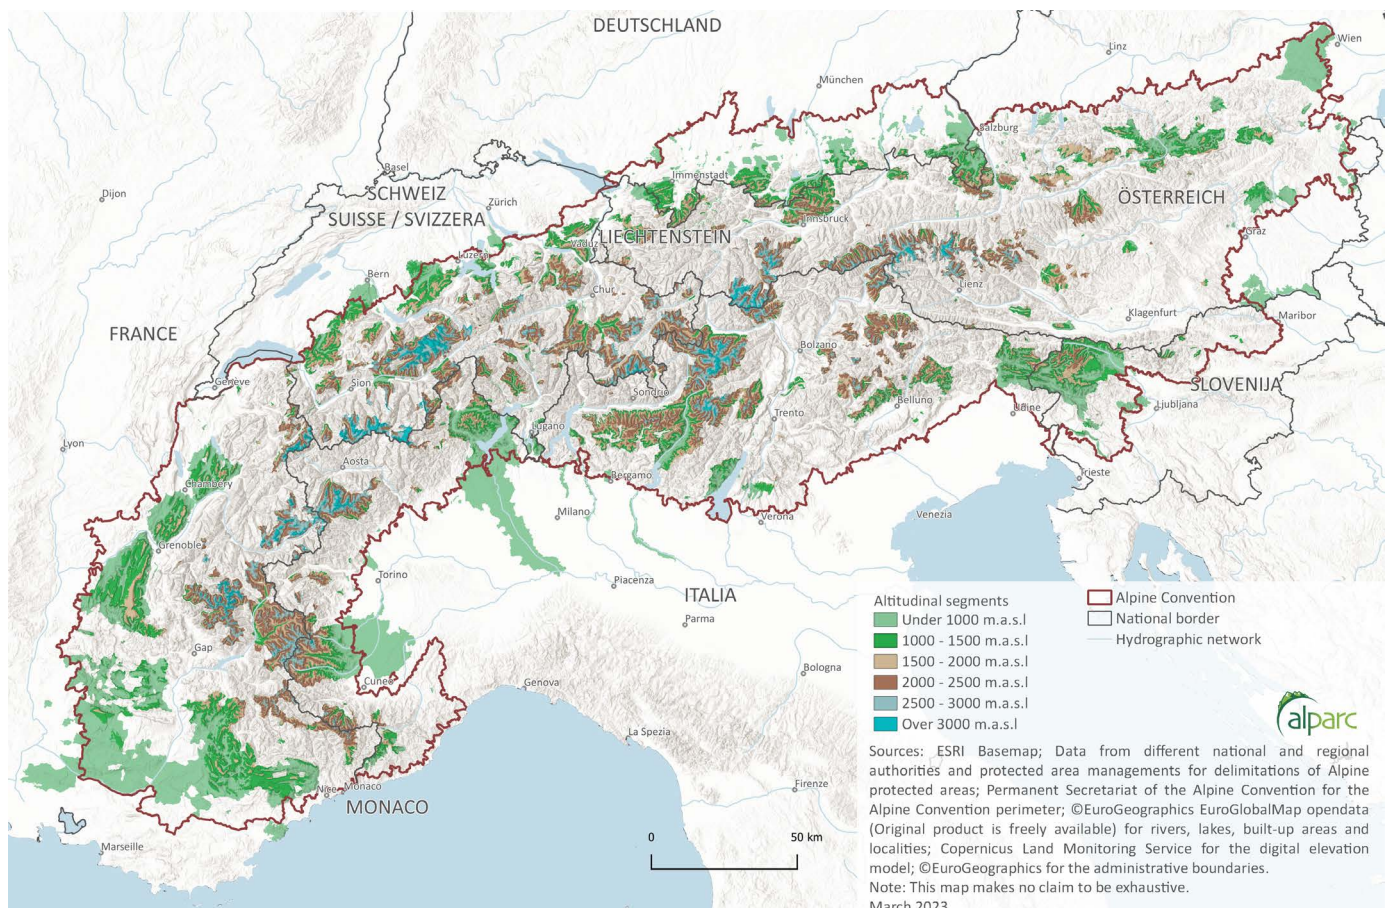 DEUTSCHLAND
Wien
Linz
München
Salzburg
Basel
Immenstadt
Dijon
SCHWEIZ
Zürich
ÖSTERREICH
SUISSE / SVIZZERA
Innsbruck
LIECHTENSTEIN
Graz
Vaduz
Luzern
Bern
Chur
Lienz
Klagenfurt
Maribor
FRANCE
Bolzano
Genève
Sion
SLOVENIJA
Sondrio
Belluno
Ljubljana
Trento
Udine
Lugano
Lyon
Aosta
Trieste
Bergamo
Chambéry
Milano
Venezia
Verona
Grenoble
Torino
Piacenza
ITALIA
Parma
Gap
Bologna
Cuneo
Genova
La Spezia
Firenze
Nice
Monaco
MONACO
Marseille
0 50 km
Altitudinal segments
Under 1000 m.a.s.l
1000 - 1500 m.a.s.l
1500 - 2000 m.a.s.l
2000 - 2500 m.a.s.l
2500 - 3000 m.a.s.l
Over 3000 m.a.s.l
Alpine Convention
National border
Hydrographic network
alparc
Sources: ESRI Basemap; Data from different national and regional
authorities and protected area managements for delimitations of Alpine
protected areas; Permanent Secretariat of the Alpine Convention for the
Alpine Convention perimeter; ©EuroGeographics EuroGlobalMap opendata
(Original product is freely available) for rivers, lakes, built-up areas and
localities; Copernicus Land Monitoring Service for the digital elevation
model; ©EuroGeographics for the administrative boundaries.
Note: This map makes no claim to be exhaustive.
March 2023